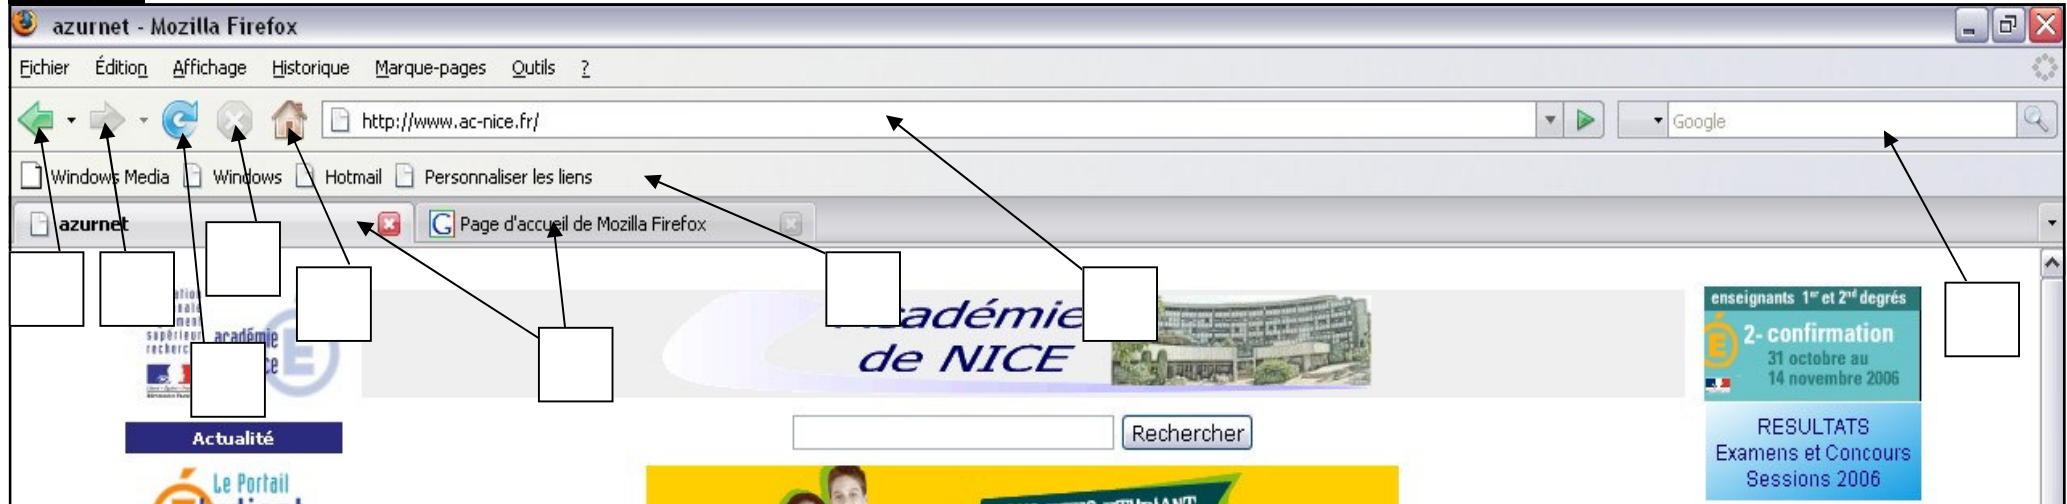 azurnet - Mozilla Firefox
Fichier Édition Affichage Historique Marque-pages Outils ?
http://www.ac-nice.fr/
Google
Windows Media Windows Hotmail Personnaliser les liens
azurnet
Page d'accueil de Mozilla Firefox
académie
de NICE
enseignants 1er et 2nd degrés
2- confirmation
31 octobre au
14 novembre 2006
Rechercher
Actualité
RESULTATS
Examens et Concours
Sessions 2006
Le Portail